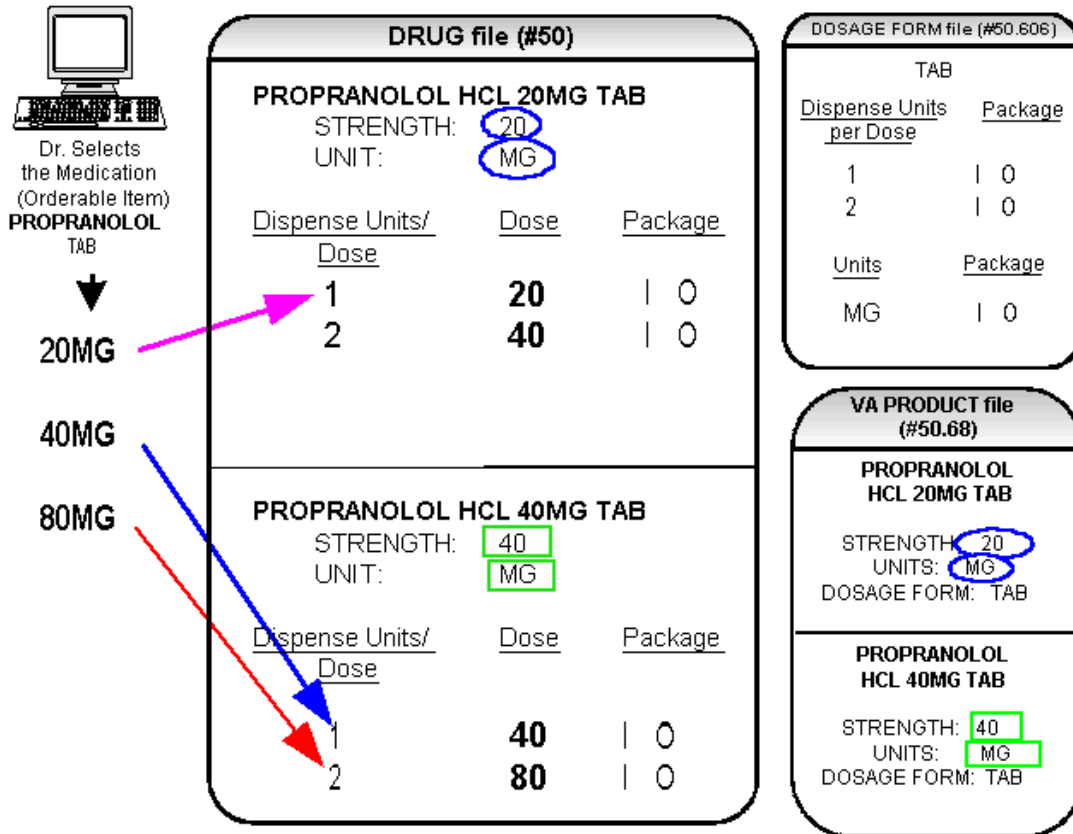 Dr. Selects
the Medication
(Orderable Item)
PROPRANOLOL
TAB
20MG
40MG
80MG
DRUG file (#50)
PROPRANOLOL HCL 20MG TAB
STRENGTH: 20
UNIT: MG
Dispense Units/ Dose Package
Dose
1 20 I O
2 40 I O
PROPRANOLOL HCL 40MG TAB
STRENGTH: 40
UNIT: MG
Dispense Units/ Dose Package
Dose
1 40 I O
2 80 I O
DOSAGE FORM file (#50.606)
TAB
Dispense Units Package
per Dose
1 I O
2 I O
Units Package
MG I O
VA PRODUCT file
(#50.68)
PROPRANOLOL
HCL 20MG TAB
STRENGTH 20
UNITS: MG
DOSAGE FORM: TAB
PROPRANOLOL
HCL 40MG TAB
STRENGTH: 40
UNITS: MG
DOSAGE FORM: TAB